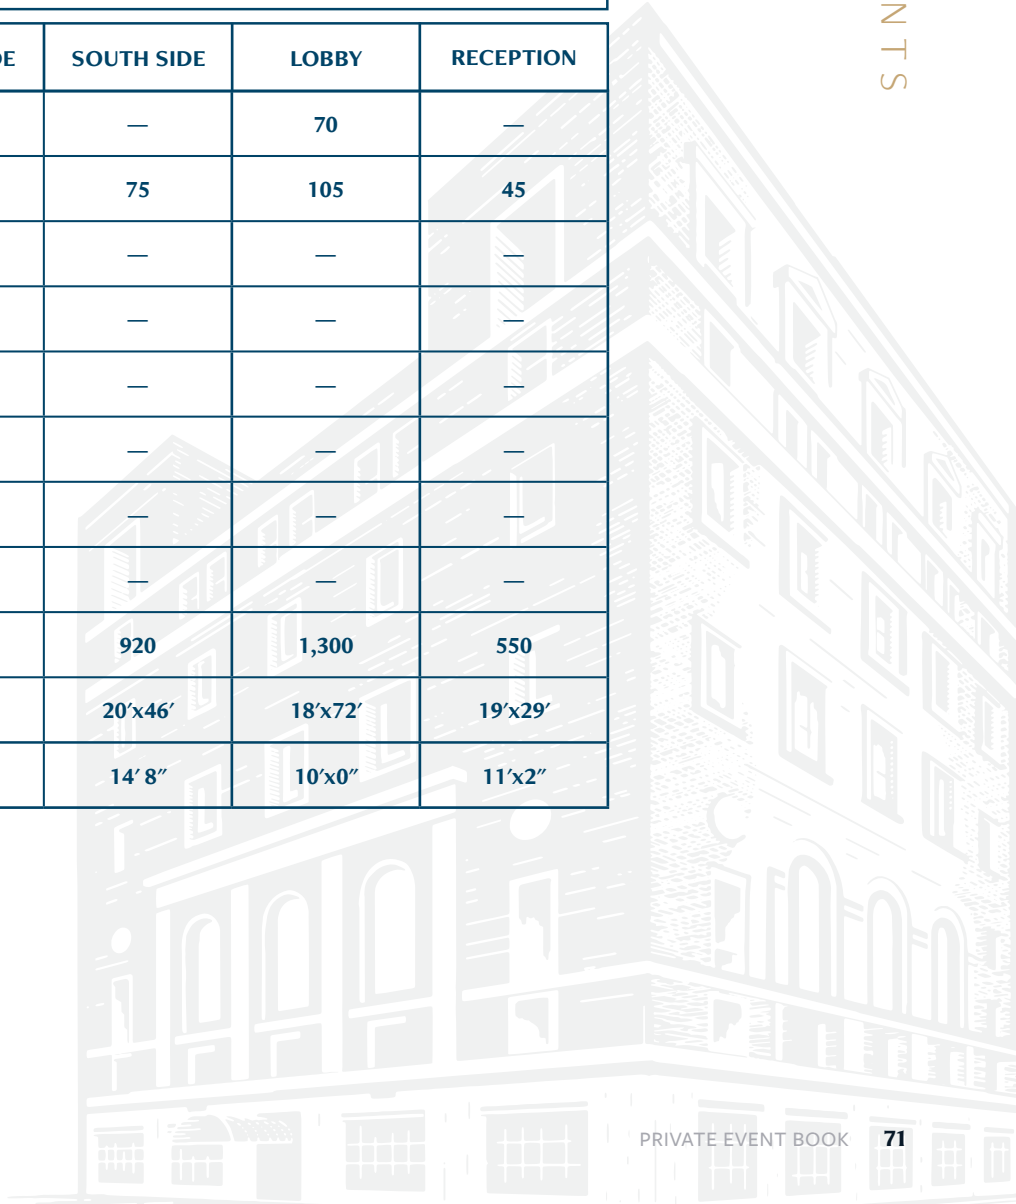 NTS
DE SOUTH SIDE LOBBY RECEPTION
— 70 —
75 105 45
— — —
— — —
— — —
— — —
— — —
— — —
920 1,300 550
20′x46′ 18′x72′ 19′x29′
14′ 8″ 10′x0″ 11′x2″
PRIVATE EVENT BOOK 71